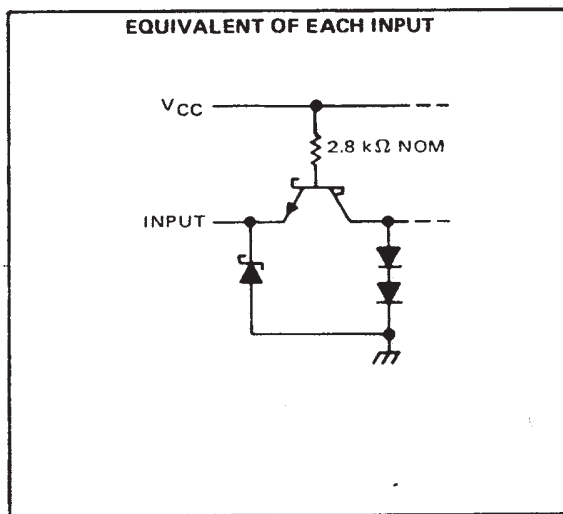 EQUIVALENT OF EACH INPUT
VCC
2.8 kΩ NOM
INPUT